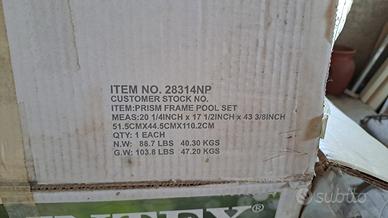 ITEM NO. 28314NP
CUSTOMER STOCK NO.
ITEM:PRISM FRAME POOL SET
MEAS:20 1/4INCH x 17 1/2INCH x 43 3/8INCH
51.5CMX44.5CMX110.2CM
QTY: 1 EACH
N.W: 88.7 LBS 40.30 KGS
G.W: 103.8 LBS 47.20 KGS
INTEX®
subito